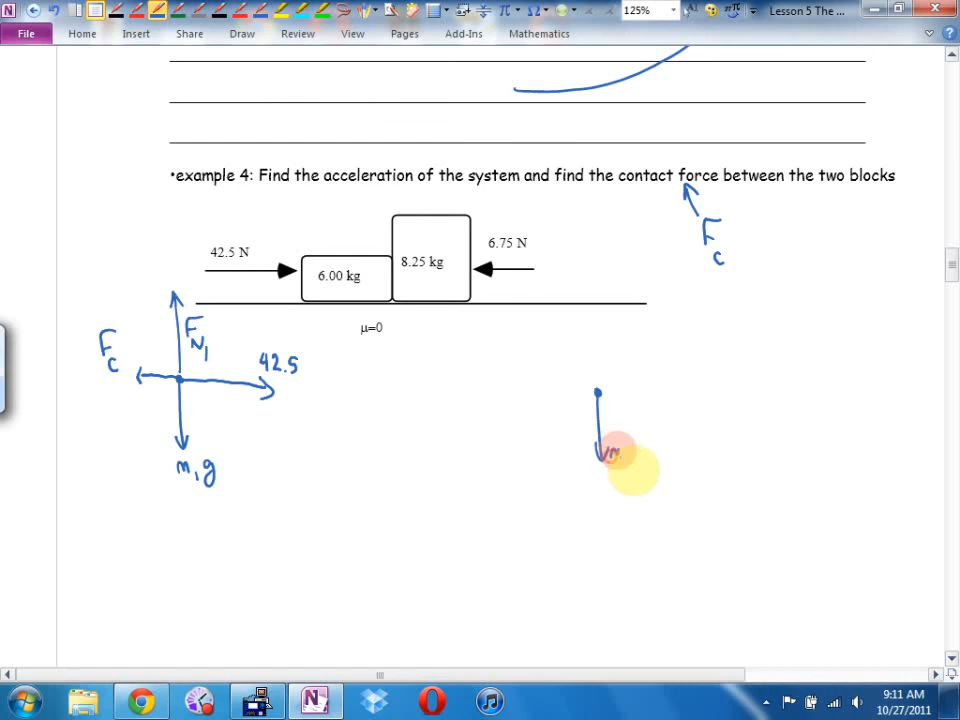 125%
Lesson 5 The ...
File Home Insert Share Draw Review View Pages Add-Ins Mathematics
•example 4: Find the acceleration of the system and find the contact force between the two blocks
F
c
42.5 N
6.75 N
6.00 kg
8.25 kg
μ=0
F
N1
F
c
42.5
m1g
m
9:11 AM
10/27/2011